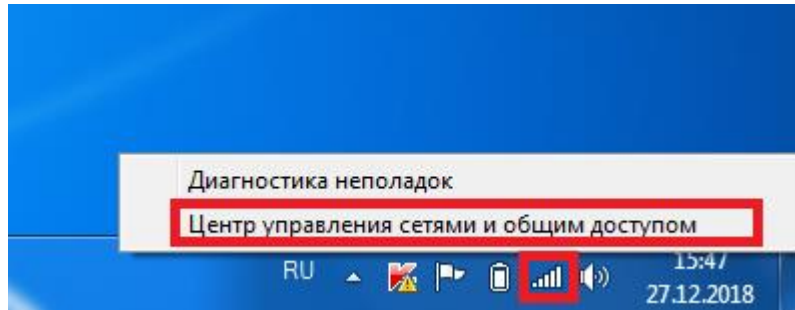 Диагностика неполадок
Центр управления сетями и общим доступом
RU
15:47
27.12.2018